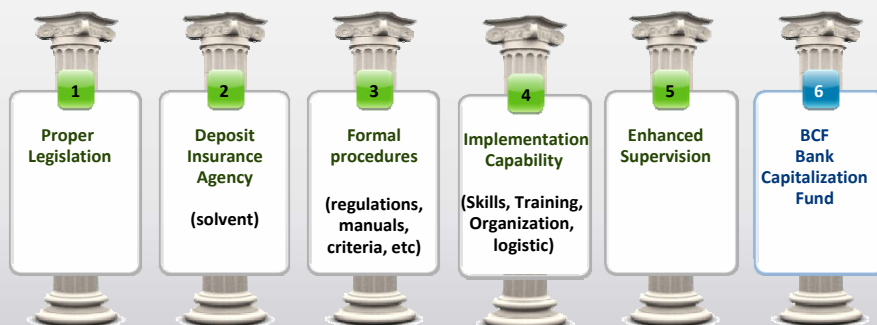 1
Proper
Legislation
2
Deposit
Insurance
Agency
(solvent)
3
Formal
procedures
(regulations,
manuals,
criteria, etc)
4
Implementation
Capability
(Skills, Training,
Organization,
logistic)
5
Enhanced
Supervision
6
BCF
Bank
Capitalization
Fund